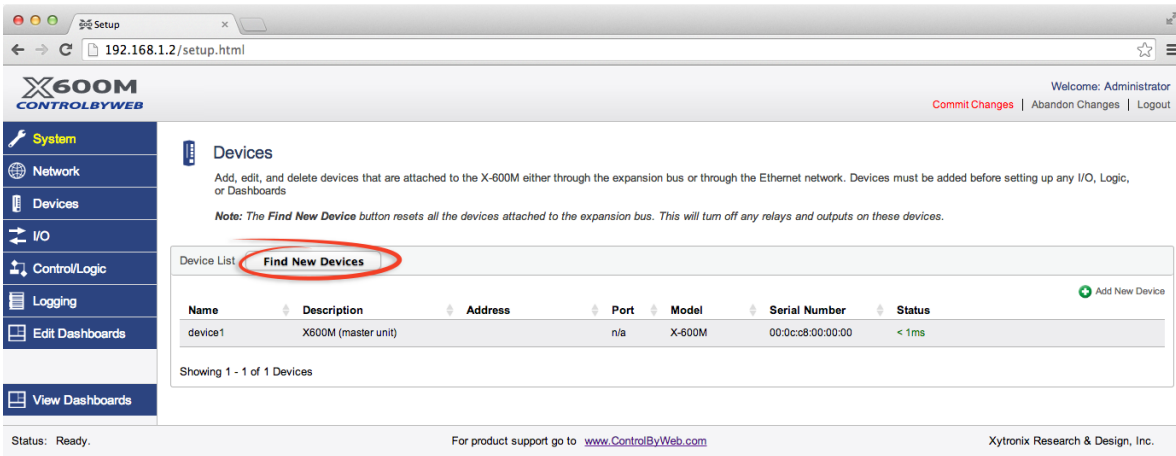 Setup
192.168.1.2/setup.html
X600M
CONTROLBYWEB
Welcome: Administrator
Commit Changes | Abandon Changes | Logout
System
Network
Devices
I/O
Control/Logic
Logging
Edit Dashboards
View Dashboards
Devices
Add, edit, and delete devices that are attached to the X-600M either through the expansion bus or through the Ethernet network. Devices must be added before setting up any I/O, Logic,
or Dashboards
Note: The Find New Device button resets all the devices attached to the expansion bus. This will turn off any relays and outputs on these devices.
Device List Find New Devices
Add New Device
Name Description Address Port Model Serial Number Status
device1 X600M (master unit) n/a X-600M 00:0c:c8:00:00:00 < 1ms
Showing 1 - 1 of 1 Devices
Status: Ready. For product support go to www.ControlByWeb.com Xytronix Research & Design, Inc.